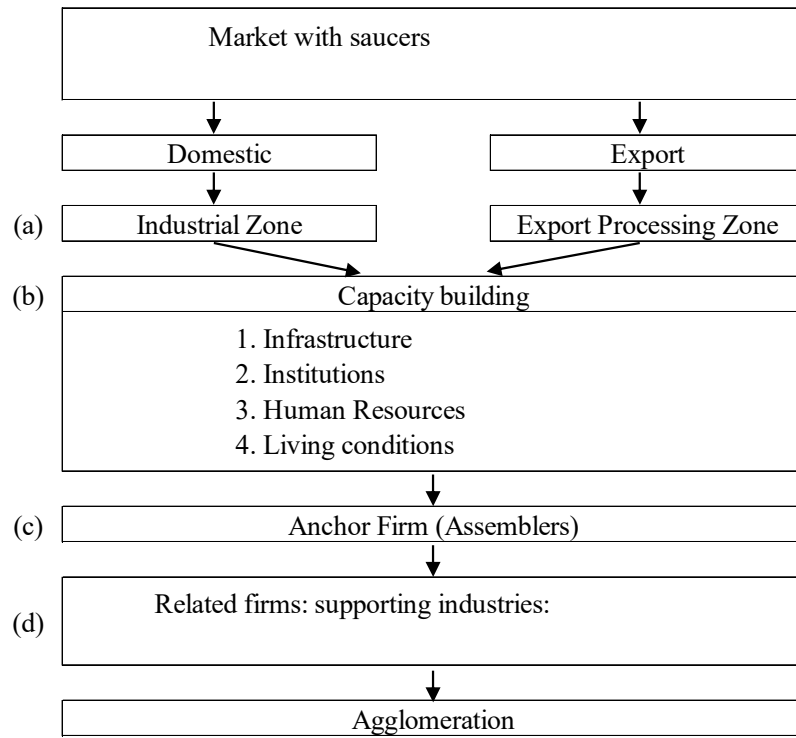 Market with saucers
Domestic
Export
(a)
Industrial Zone
Export Processing Zone
(b)
Capacity building
1. Infrastructure
2. Institutions
3. Human Resources
4. Living conditions
(c)
Anchor Firm (Assemblers)
(d)
Related firms: supporting industries:
Agglomeration